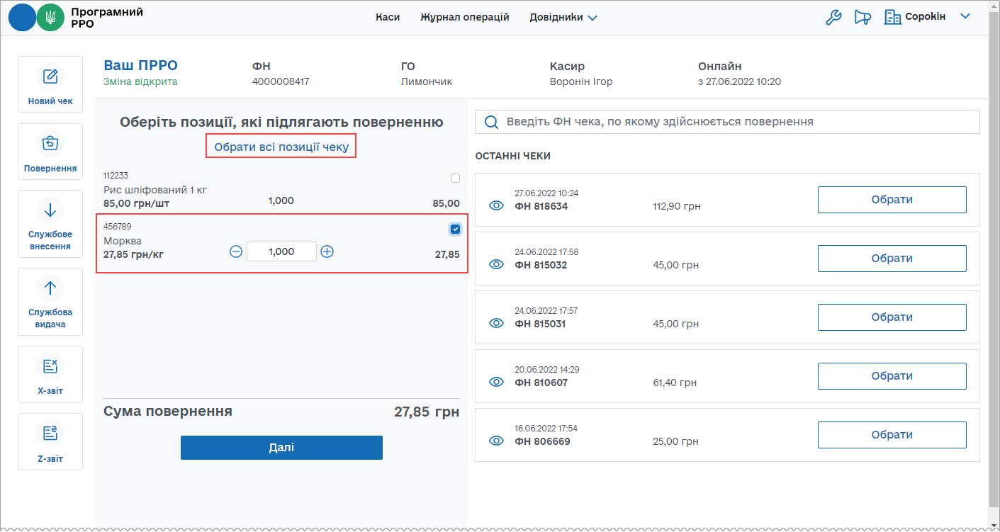 Програмний
РРО
Каси
Журнал операцій
Довідники
Сорокін
Новий чек
Повернення
Службове
внесення
Службова
видача
X-звіт
Z-звіт
Ваш ПРРО
Зміна відкрита
ФН
4000008417
ГО
Лимончик
Касир
Воронін Ігор
Онлайн
з 27.06.2022 10:20
Оберіть позиції, які підлягають поверненню
Обрати всі позиції чеку
112233
Рис шліфований 1 кг
85,00 грн/шт 1,000 85,00
456789
Морква
27,85 грн/кг 1,000 27,85
Сума повернення 27,85 грн
Далі
Введіть ФН чека, по якому здійснюється повернення
ОСТАННІ ЧЕКИ
27.06.2022 10:24
ФН 818634 112,90 грн Обрати
24.06.2022 17:58
ФН 815032 45,00 грн Обрати
24.06.2022 17:57
ФН 815031 45,00 грн Обрати
20.06.2022 14:29
ФН 810607 61,40 грн Обрати
16.06.2022 17:54
ФН 806669 25,00 грн Обрати